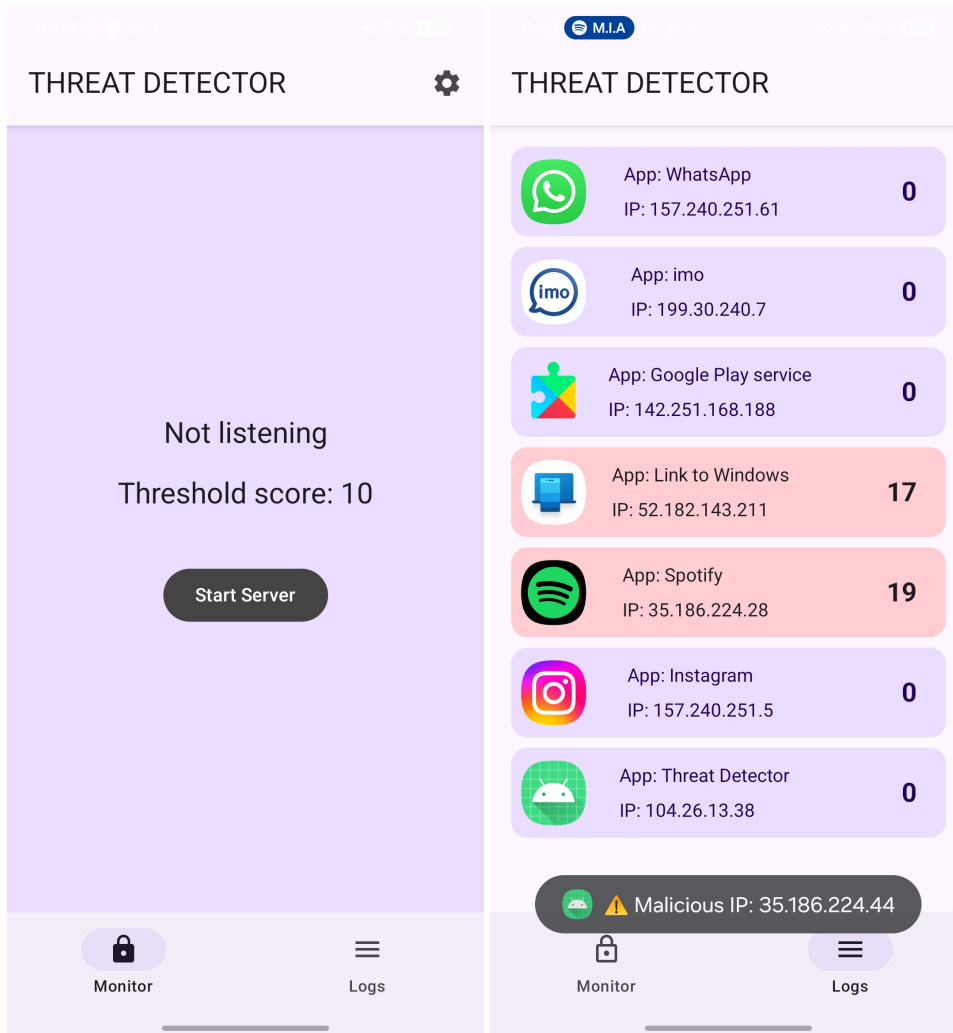 THREAT DETECTOR
Not listening
Threshold score: 10
Start Server
Monitor
Logs
M.I.A
THREAT DETECTOR
App: WhatsApp
IP: 157.240.251.61
0
imo
App: imo
IP: 199.30.240.7
0
App: Google Play service
IP: 142.251.168.188
0
App: Link to Windows
IP: 52.182.143.211
17
App: Spotify
IP: 35.186.224.28
19
App: Instagram
IP: 157.240.251.5
0
App: Threat Detector
IP: 104.26.13.38
0
⚠️ Malicious IP: 35.186.224.44
Monitor
Logs